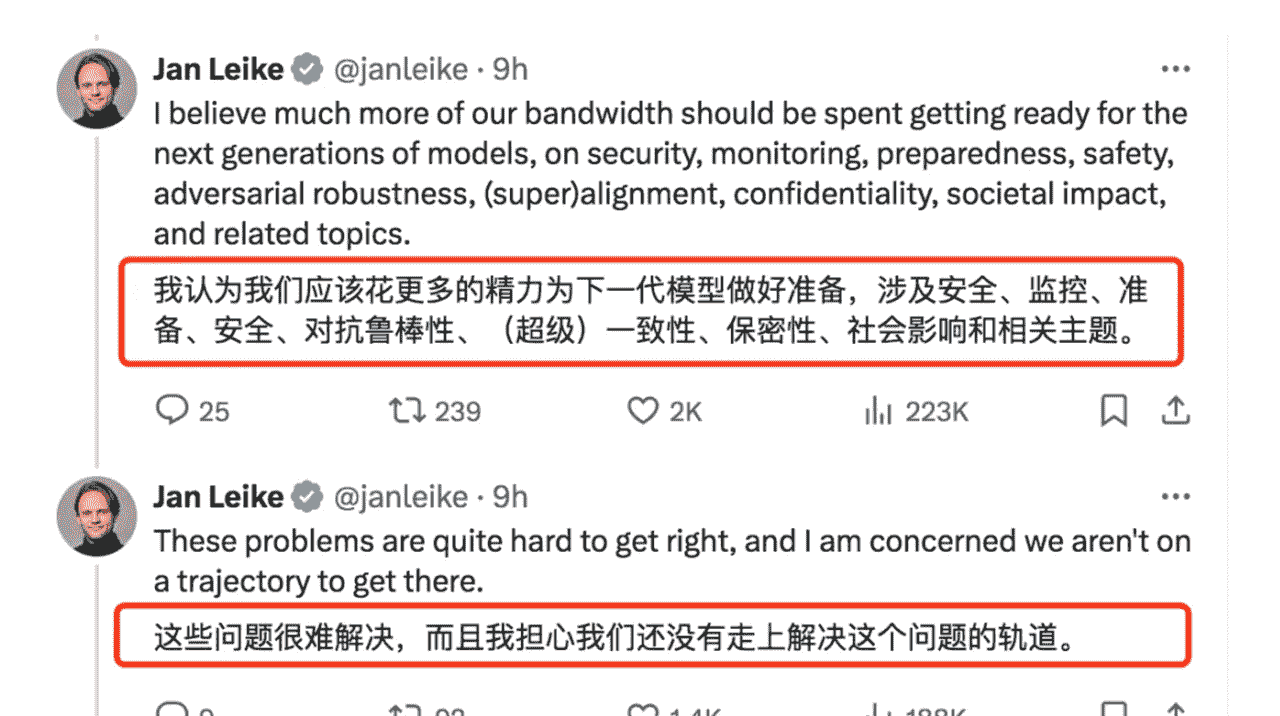 Jan Leike @janleike · 9h
I believe much more of our bandwidth should be spent getting ready for the
next generations of models, on security, monitoring, preparedness, safety,
adversarial robustness, (super)alignment, confidentiality, societal impact,
and related topics.
我认为我们应该花更多的精力为下一代模型做好准备，涉及安全、监控、准
备、安全、对抗鲁棒性、（超级）一致性、保密性、社会影响和相关主题。
25 239 2K 223K
Jan Leike @janleike · 9h
These problems are quite hard to get right, and I am concerned we aren't on
a trajectory to get there.
这些问题很难解决，而且我担心我们还没有走上解决这个问题的轨道。